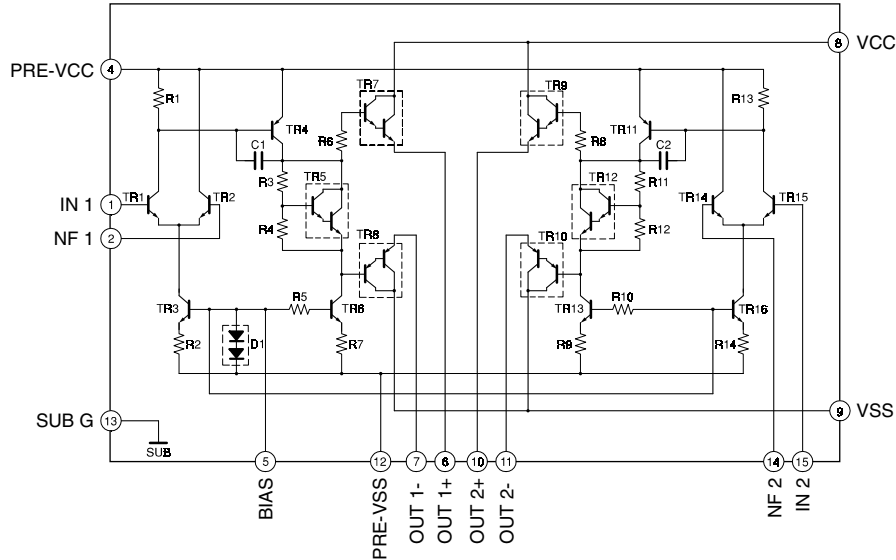 8 VCC
PRE-VCC 4
TR7
TR9
R1
R13
TR4
R6
R8
TR11
C1
C2
R3
TR5
TR12
R11
IN 1 1
TR1
TR2
TR14
TR15
R4
R12
NF 1 2
TR8
TR10
R5
R10
TR3
TR6
TR13
TR16
R2
D1
R7
R9
R14
9 VSS
SUB G 13
SUB
5
12
7
6
10
11
14
15
BIAS
PRE-VSS
OUT 1-
OUT 1+
OUT 2+
OUT 2-
NF 2
IN 2